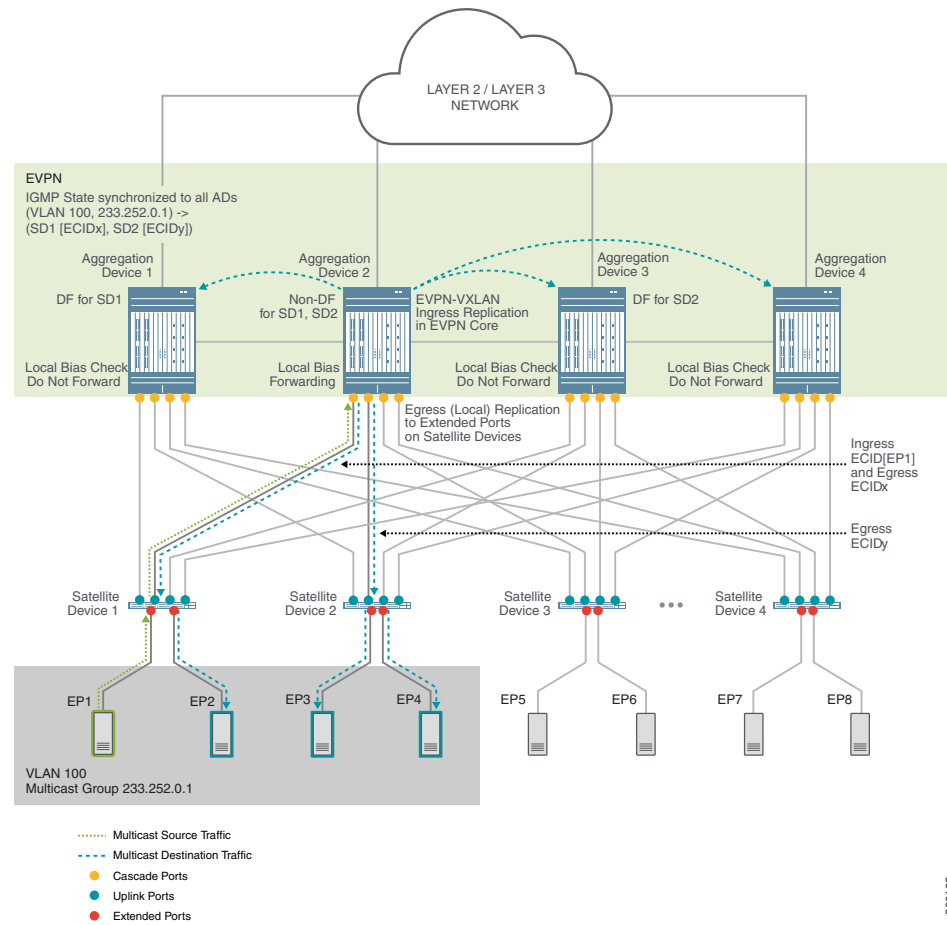 LAYER 2 / LAYER 3
NETWORK
EVPN
IGMP State synchronized to all ADs
(VLAN 100, 233.252.0.1) ->
(SD1 [ECIDx], SD2 [ECIDy])
Aggregation
Device 1
Aggregation
Device 2
Aggregation
Device 3
Aggregation
Device 4
DF for SD1
Non-DF
for SD1, SD2
EVPN-VXLAN
Ingress Replication
in EVPN Core
DF for SD2
Local Bias Check
Do Not Forward
Local Bias
Forwarding
Local Bias Check
Do Not Forward
Local Bias Check
Do Not Forward
Egress (Local) Replication
to Extended Ports
on Satellite Devices
Ingress
ECID[EP1]
and Egress
ECIDx
Egress
ECIDy
Satellite
Device 1
Satellite
Device 2
Satellite
Device 3
Satellite
Device 4
EP1
EP2
EP3
EP4
EP5
EP6
EP7
EP8
VLAN 100
Multicast Group 233.252.0.1
Multicast Source Traffic
Multicast Destination Traffic
Cascade Ports
Uplink Ports
Extended Ports